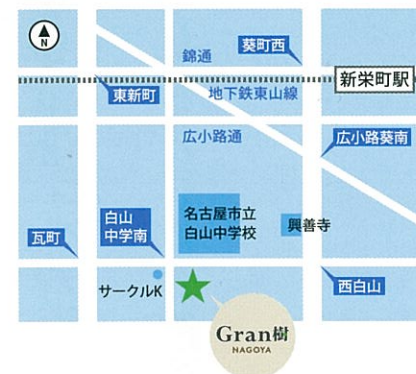 N
錦通
葵町西
新栄町駅
東新町
地下鉄東山線
広小路通
広小路葵南
名古屋市立
白山中学校
興善寺
白山
中学南
瓦町
サークルK
西白山
Gran樹
NAGOYA